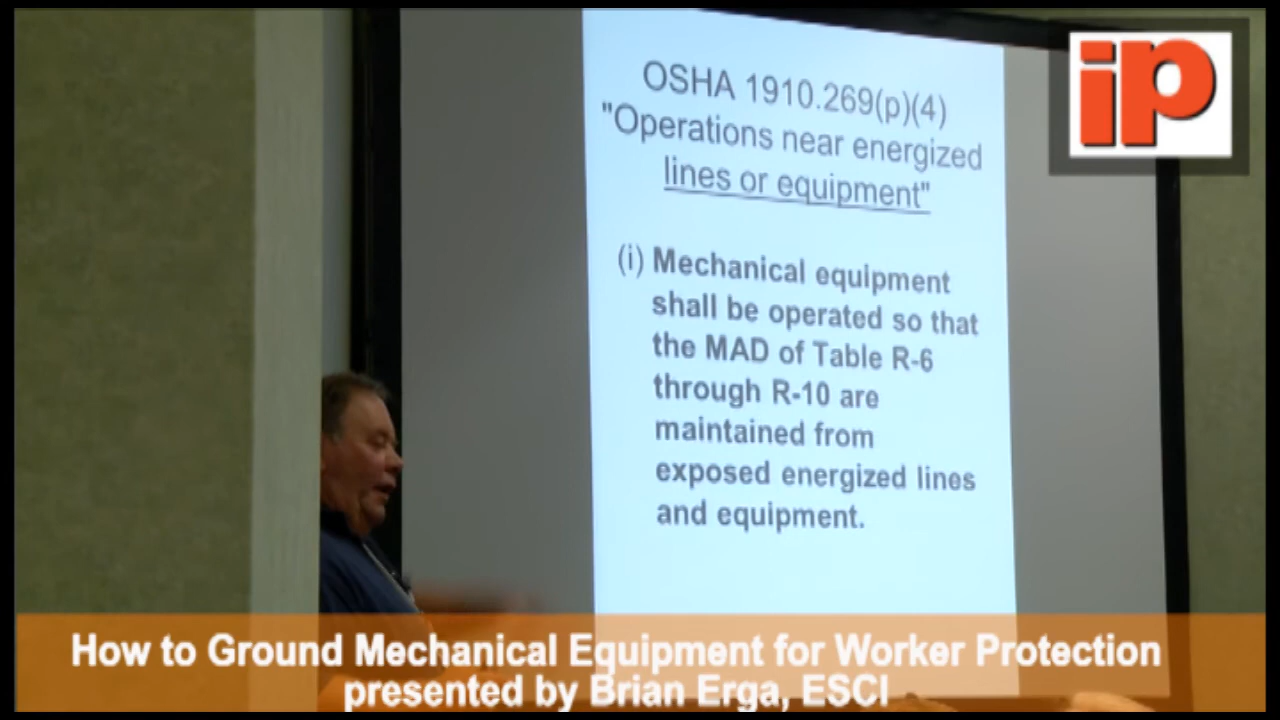 ip
OSHA 1910.269(p)(4)
"Operations near energized
lines or equipment"
(i) Mechanical equipment
shall be operated so that
the MAD of Table R-6
through R-10 are
maintained from
exposed energized lines
and equipment.
How to Ground Mechanical Equipment for Worker Protection
presented by Brian Erga, ESCI